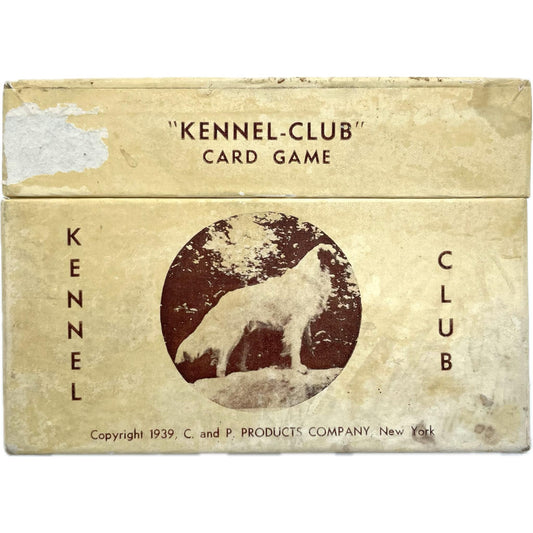 "KENNEL-CLUB"
CARD GAME
KENNEL
CLUB
Copyright 1939, C. and P. PRODUCTS COMPANY, New York